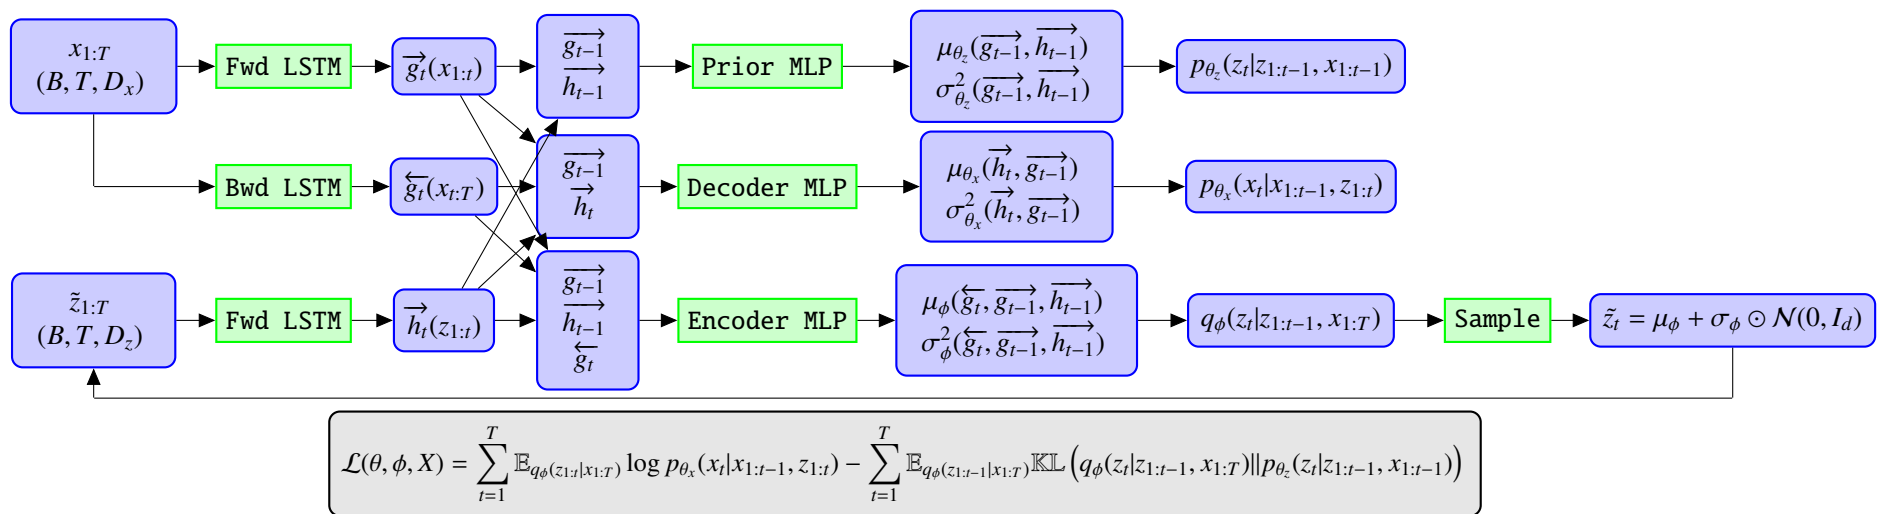 x_{1:T}
(B, T, D_x)
Fwd LSTM
\overrightarrow{g_t}(x_{1:t})
\overrightarrow{g_{t-1}}
\overrightarrow{h_{t-1}}
Prior MLP
μ_{θ_z}(\overrightarrow{g_{t-1}}, \overrightarrow{h_{t-1}})
σ²_{θ_z}(\overrightarrow{g_{t-1}}, \overrightarrow{h_{t-1}})
p_{θ_z}(z_t|z_{1:t-1}, x_{1:t-1})
Bwd LSTM
\overleftarrow{g_t}(x_{t:T})
\overrightarrow{g_{t-1}}
\overrightarrow{h_t}
Decoder MLP
μ_{θ_x}(\overrightarrow{h_t}, \overrightarrow{g_{t-1}})
σ²_{θ_x}(\overrightarrow{h_t}, \overrightarrow{g_{t-1}})
p_{θ_x}(x_t|x_{1:t-1}, z_{1:t})
\tilde{z}_{1:T}
(B, T, D_z)
Fwd LSTM
\overrightarrow{h_t}(z_{1:t})
\overrightarrow{g_{t-1}}
\overrightarrow{h_{t-1}}
\overleftarrow{g_t}
Encoder MLP
μ_φ(\overleftarrow{g_t}, \overrightarrow{g_{t-1}}, \overrightarrow{h_{t-1}})
σ²_φ(\overleftarrow{g_t}, \overrightarrow{g_{t-1}}, \overrightarrow{h_{t-1}})
q_φ(z_t|z_{1:t-1}, x_{1:T})
Sample
\tilde{z}_t = μ_φ + σ_φ ⊙ 𝒩(0, I_d)
ℒ(θ, φ, X) = \sum_{t=1}^{T} 𝔼_{q_φ(z_{1:t}|x_{1:T})} log p_{θ_x}(x_t|x_{1:t-1}, z_{1:t}) − \sum_{t=1}^{T} 𝔼_{q_φ(z_{1:t-1}|x_{1:T})} 𝕂𝕃 (q_φ(z_t|z_{1:t-1}, x_{1:T})||p_{θ_z}(z_t|z_{1:t-1}, x_{1:t-1}))